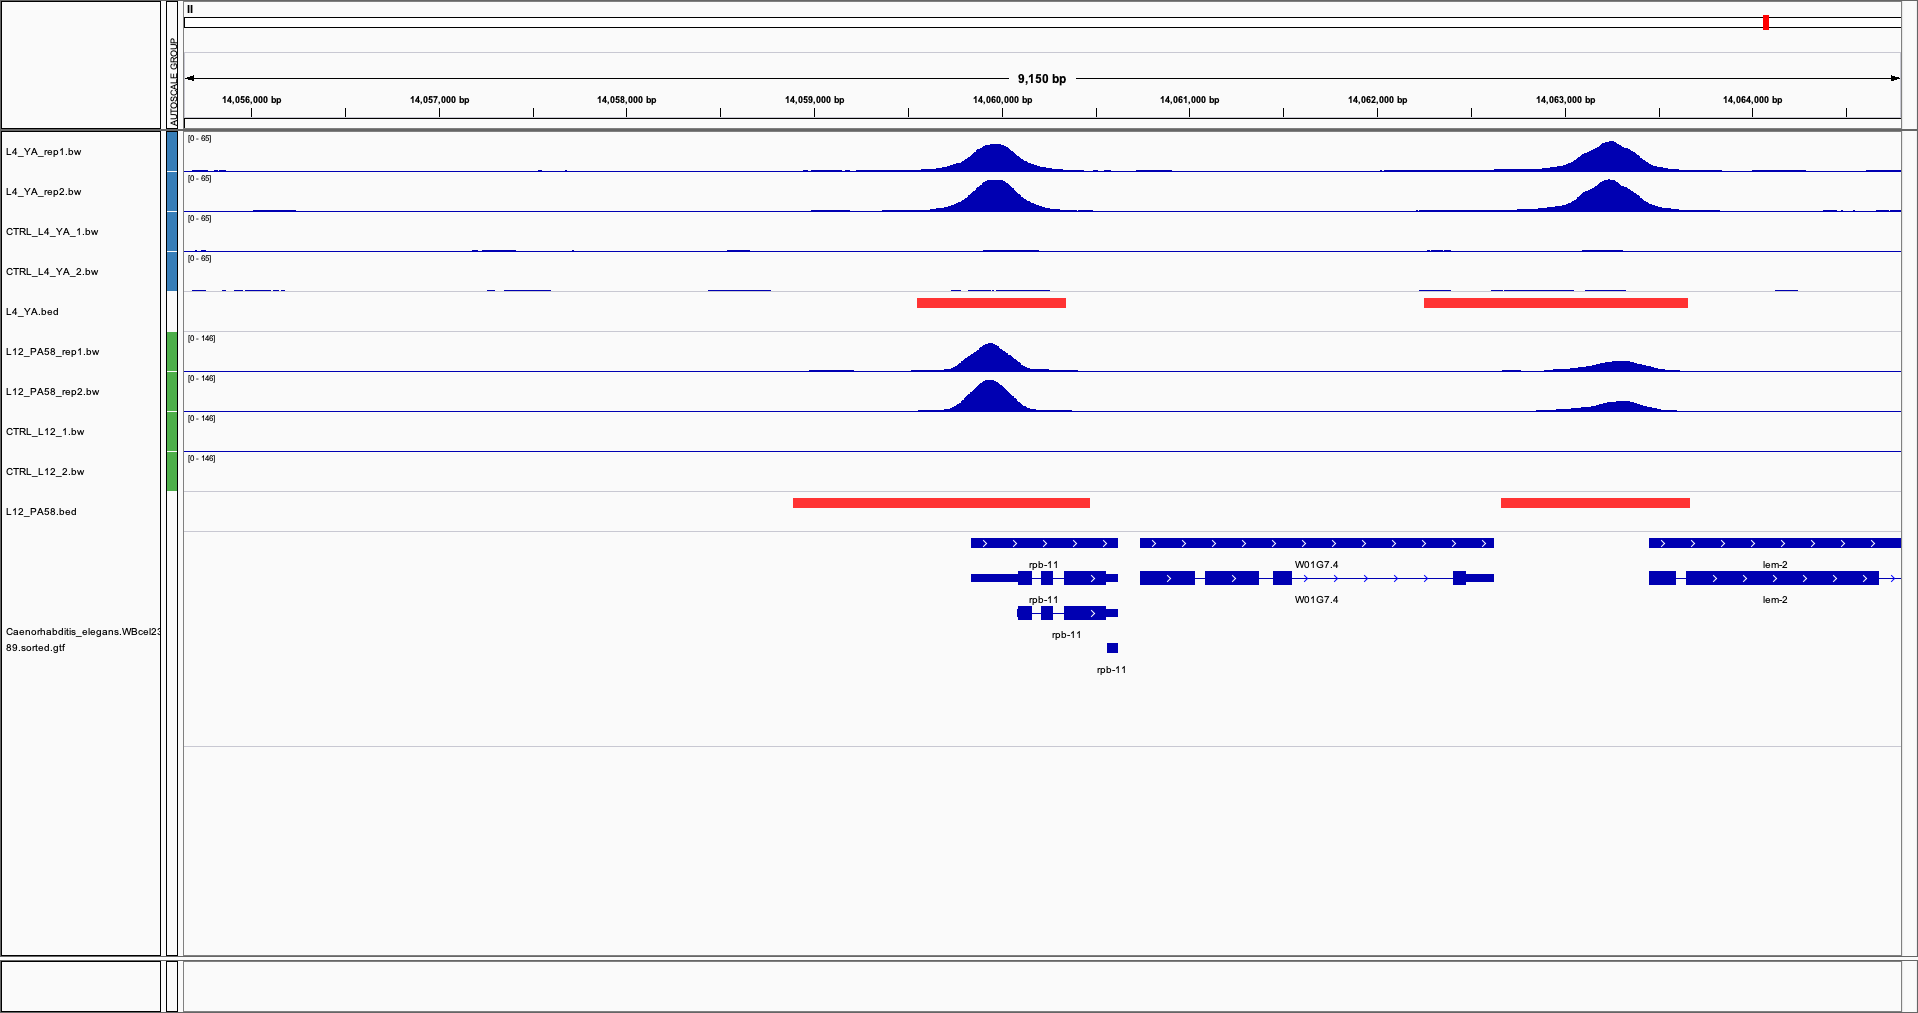 II
AUTOSCALE GROUP
9,150 bp
14,056,000 bp 14,057,000 bp 14,058,000 bp 14,059,000 bp 14,060,000 bp 14,061,000 bp 14,062,000 bp 14,063,000 bp 14,064,000 bp
[0 - 65]
L4_YA_rep1.bw
[0 - 65]
L4_YA_rep2.bw
[0 - 65]
CTRL_L4_YA_1.bw
[0 - 65]
CTRL_L4_YA_2.bw
L4_YA.bed
[0 - 146]
L12_PA58_rep1.bw
[0 - 146]
L12_PA58_rep2.bw
[0 - 146]
CTRL_L12_1.bw
[0 - 146]
CTRL_L12_2.bw
L12_PA58.bed
rpb-11 W01G7.4 lem-2
rpb-11 W01G7.4 lem-2
rpb-11
rpb-11
Caenorhabditis_elegans.WBcel23
89.sorted.gtf